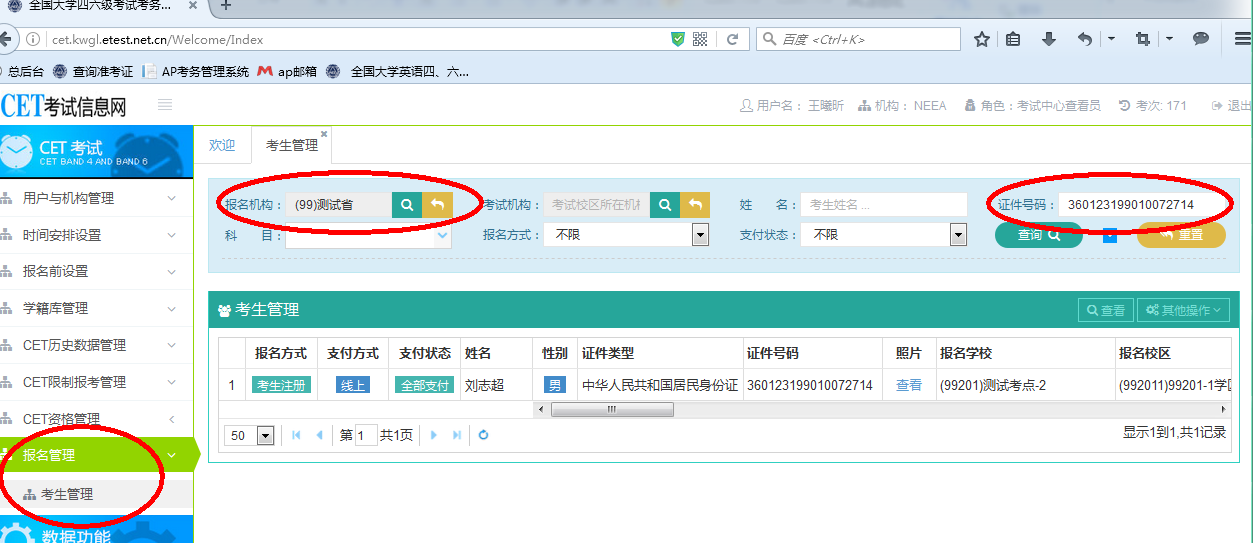 全国大学四六级考试考务...
cet.kwgl.etest.net.cn/Welcome/Index
百度 <Ctrl+K>
总后台 查询准考证 AP考务管理系统 ap邮箱 全国大学英语四、六...
CET考试信息网
用户名： 王曦昕 机构： NEEA 角色：考试中心查看员 考次: 171 退出
CET 考试
CET BAND 4 AND BAND 6
用户与机构管理
时间安排设置
报名前设置
学籍库管理
CET历史数据管理
CET限制报考管理
CET资格管理
报名管理
考生管理
数据功能
欢迎 考生管理
报名机构： (99)测试省 考试机构： 考试校区所在机构 姓 名： 考生姓名 ... 证件号码： 360123199010072714
科 目： 报名方式： 不限 支付状态： 不限 查询 重置
考生管理 查看 其他操作
报名方式 支付方式 支付状态 姓名 性别 证件类型 证件号码 照片 报名学校 报名校区
1 考生注册 线上 全部支付 刘志超 男 中华人民共和国居民身份证 360123199010072714 查看 (99201)测试考点-2 (992011)99201-1学
50 第 1 共1页 显示1到1,共1记录